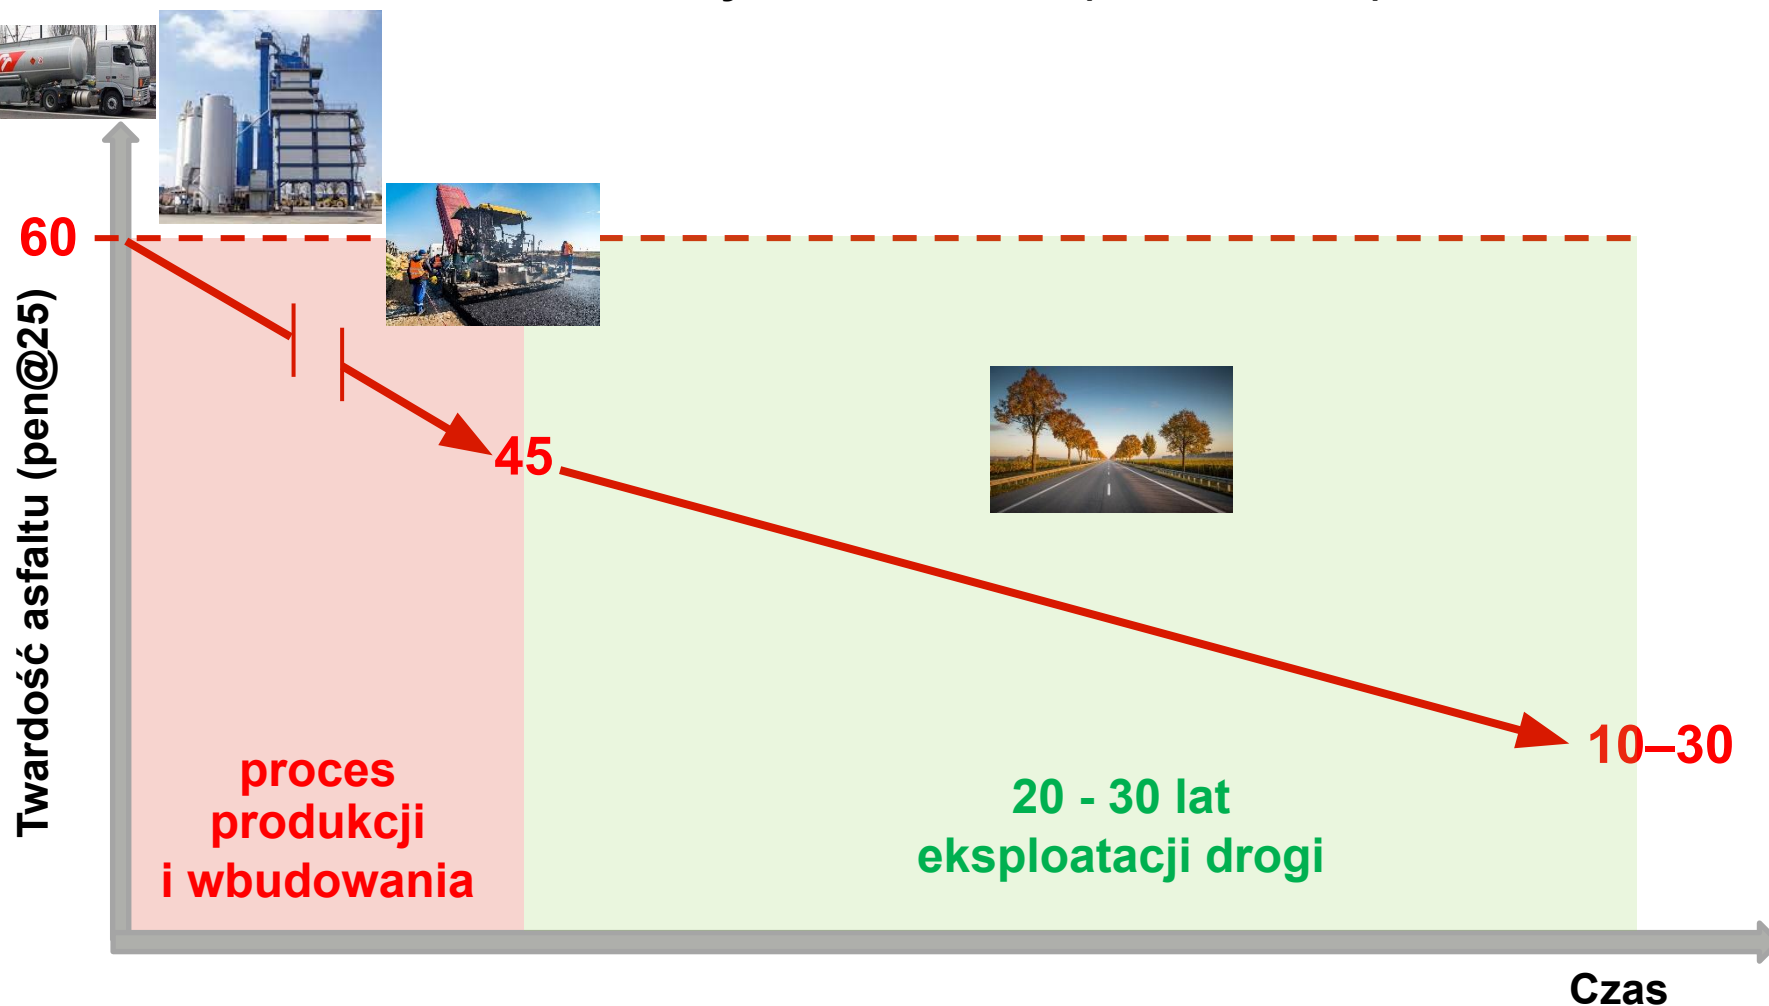 60
Twardość asfaltu (pen@25)
45
10–30
proces
produkcji
i wbudowania
20 - 30 lat
eksploatacji drogi
Czas